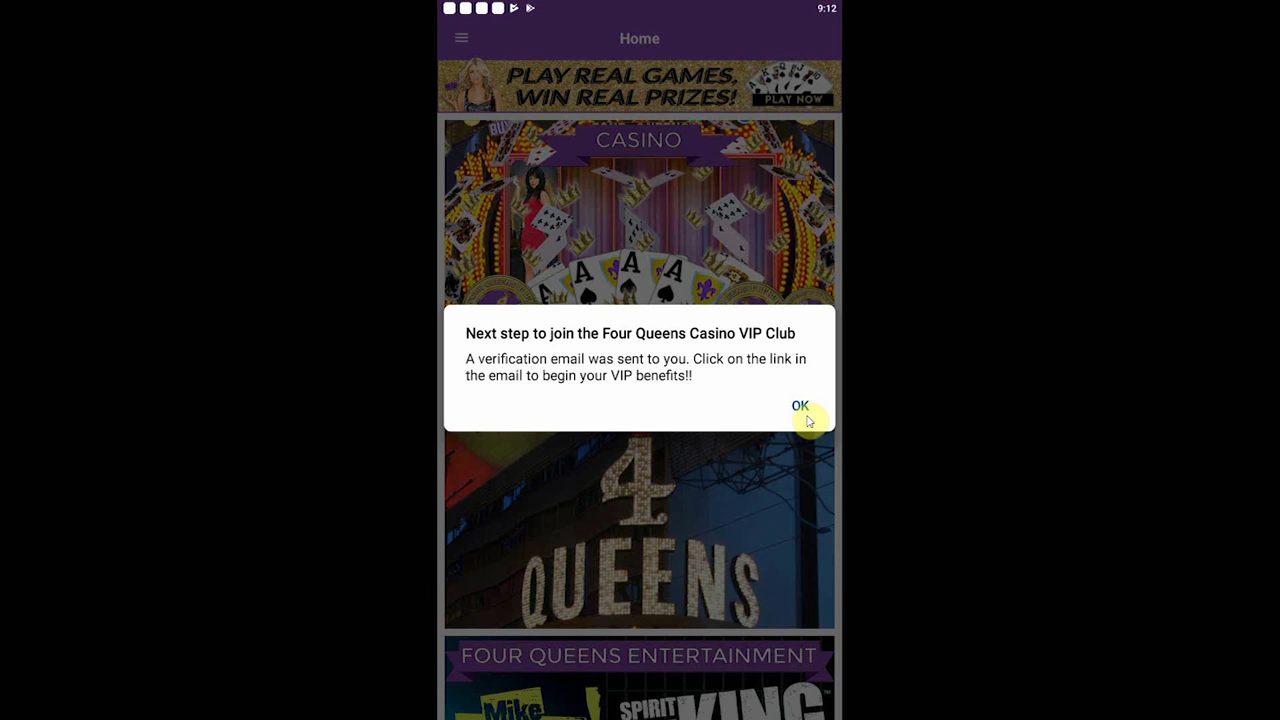 9:12
Home
PLAY REAL GAMES,
WIN REAL PRIZES!
PLAY NOW
CASINO
Next step to join the Four Queens Casino VIP Club
A verification email was sent to you. Click on the link in
the email to begin your VIP benefits!!
OK
4
QUEENS
FOUR QUEENS ENTERTAINMENT
Mike
SPIRIT
KING